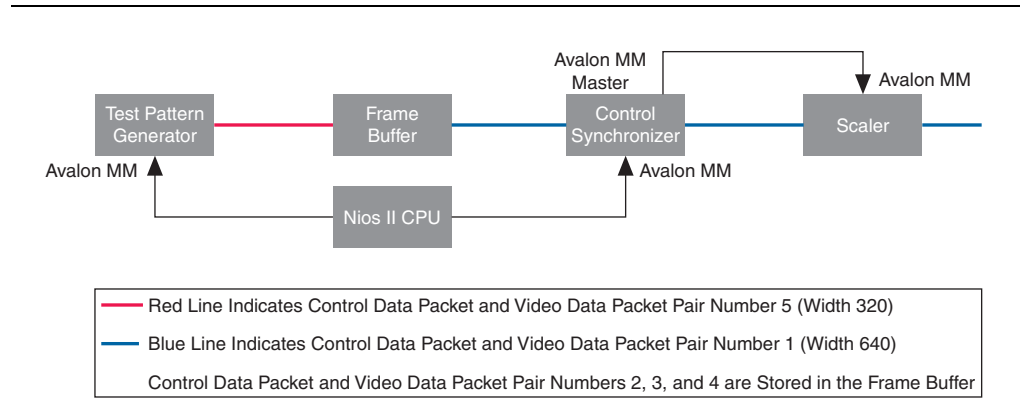 Avalon MM
Master
Avalon MM
Test Pattern
Generator
Frame
Buffer
Control
Synchronizer
Scaler
Avalon MM
Avalon MM
Nios II CPU
Red Line Indicates Control Data Packet and Video Data Packet Pair Number 5 (Width 320)
Blue Line Indicates Control Data Packet and Video Data Packet Pair Number 1 (Width 640)
Control Data Packet and Video Data Packet Pair Numbers 2, 3, and 4 are Stored in the Frame Buffer